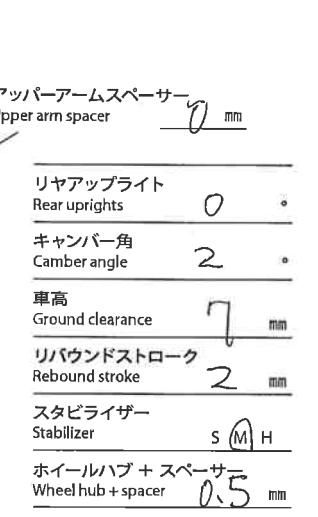 アッパーアームスペーサー
Upper arm spacer 0 mm
リヤアップライト
Rear uprights 0 °
キャンバー角
Camber angle 2 °
車高
Ground clearance 7 mm
リバウンドストローク
Rebound stroke 2 mm
スタビライザー
Stabilizer S M H
ホイールハブ + スペーサー
Wheel hub + spacer 0.5 mm